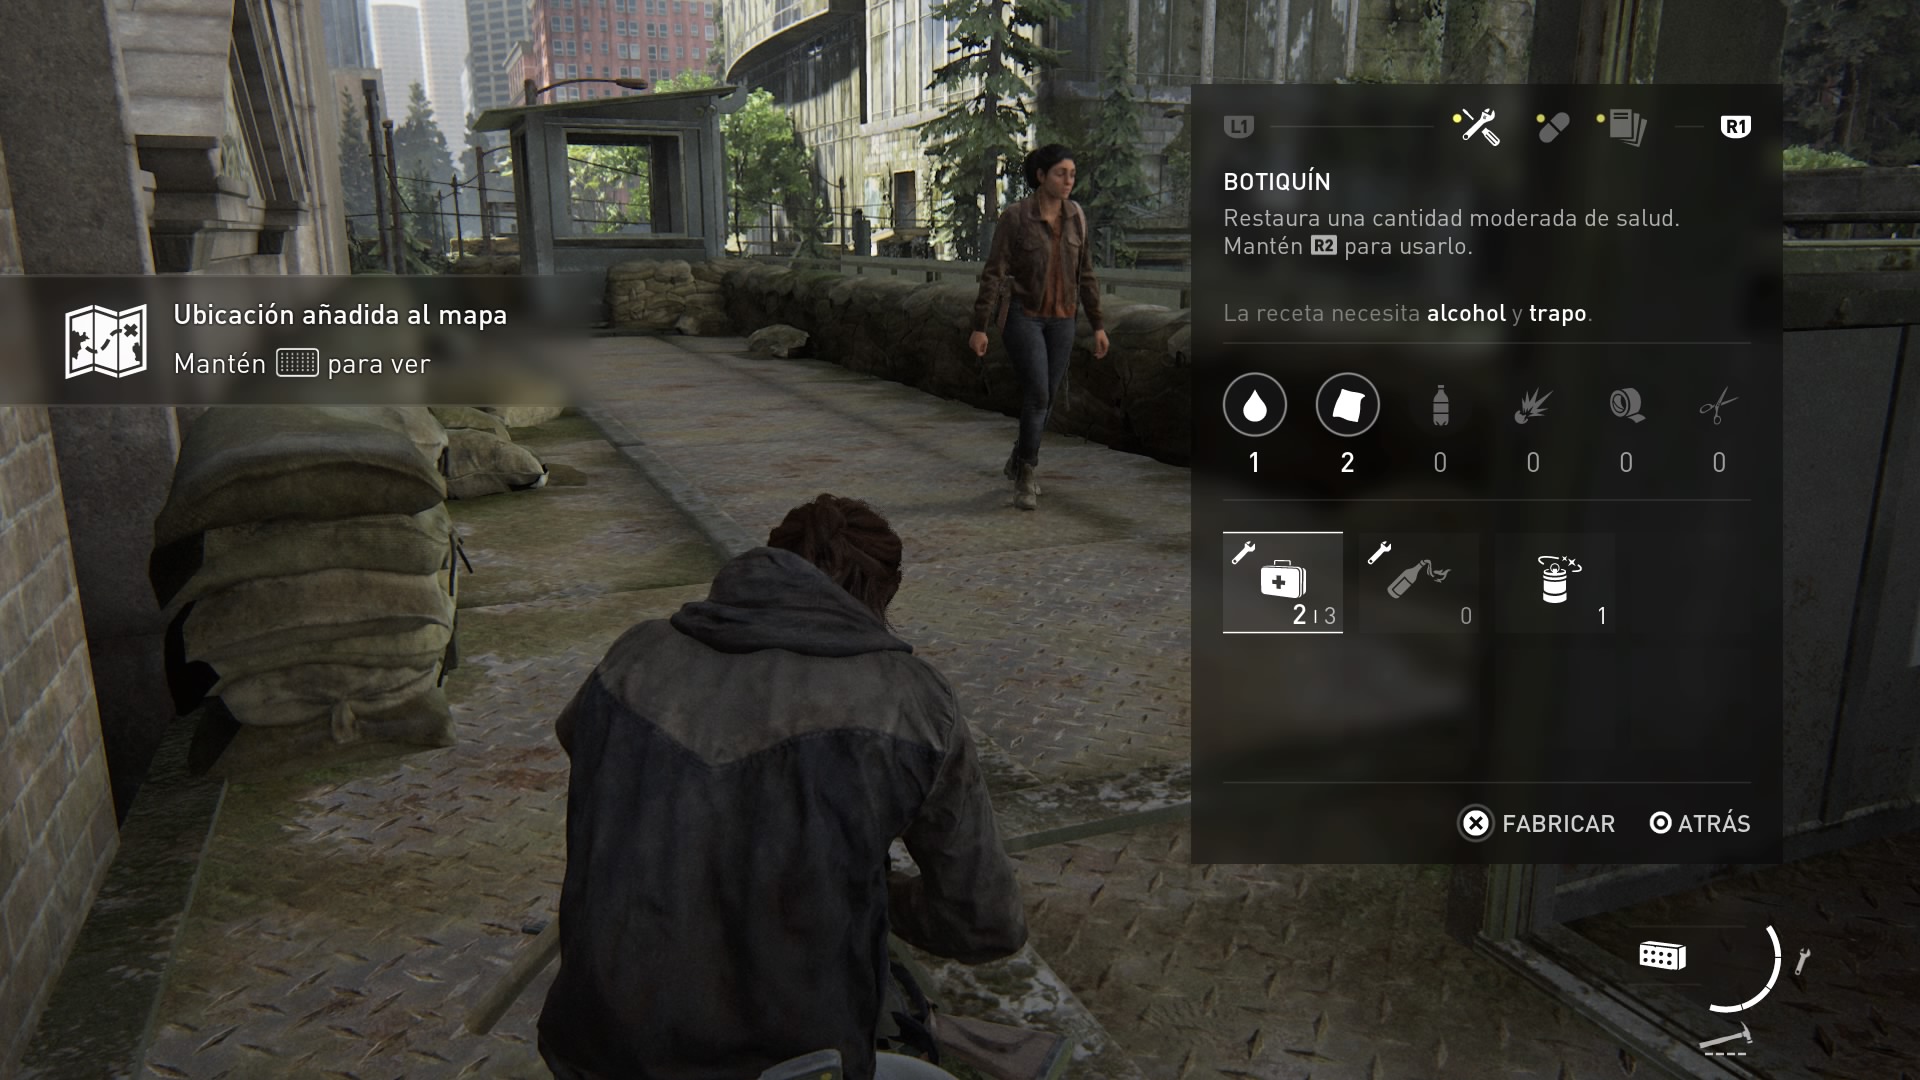 Ubicación añadida al mapa
Mantén para ver
L1
R1
BOTIQUÍN
Restaura una cantidad moderada de salud.
Mantén R2 para usarlo.
La receta necesita alcohol y trapo.
1 2 0 0 0 0
2 | 3
0
1
FABRICAR
ATRÁS